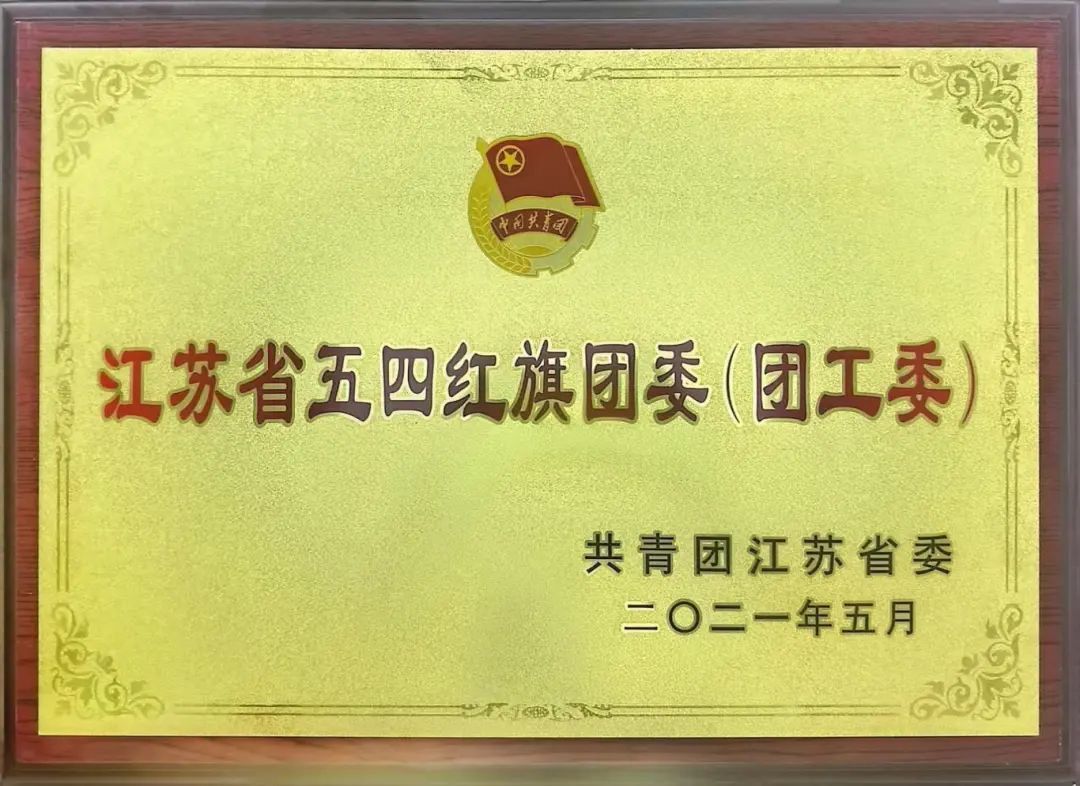 中国共青团
江苏省五四红旗团委（团工委）
共青团江苏省委
二〇二一年五月